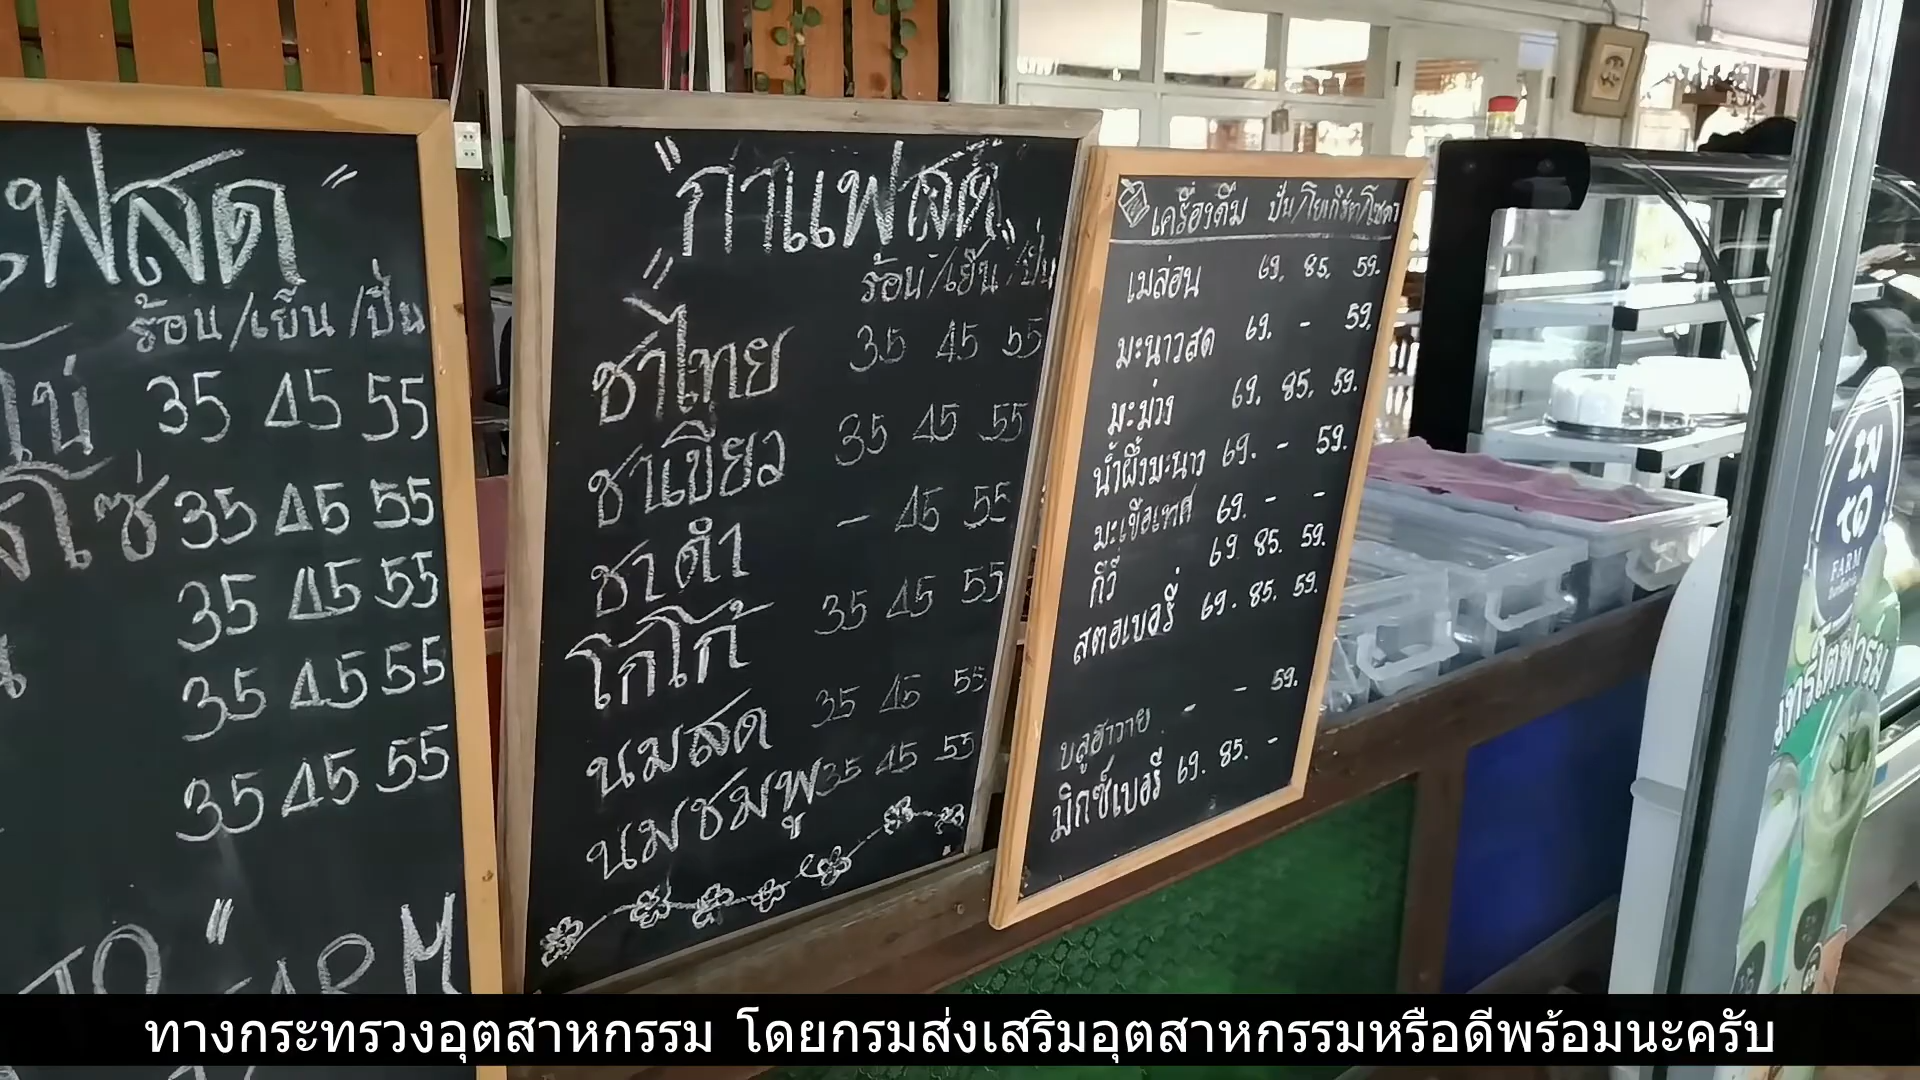 ฟสด"
ร้อน/เย็น/ปั่น
35 45 55
โซ่ 35 45 55
35 45 55
35 45 55
35 45 55
"
FARM
"กาแฟสด"
" ร้อน/เย็น/ปั่น
ชาไทย 35 45 55
ชาเขียว 35 45 55
ชาดำ - 45 55
โกโก้ 35 45 55
นมสด 35 45 55
นมชมพู 35 45 55
เครื่องดื่ม ปั่น/โยเกิร์ต/โซดา
เมล่อน 69. 85. 59.
มะนาวสด 69. - 59.
มะม่วง 69. 85. 59.
น้ำผึ้งมะนาว 69. - 59.
มะเขือเทศ 69. - -
กีวี่ 69 85. 59.
สตอเบอรี่ 69. 85. 59.
บลูฮาวาย - - 59.
มิกซ์เบอรี่ 69. 85. -
FARM
ทางกระทรวงอุตสาหกรรม โดยกรมส่งเสริมอุตสาหกรรมหรือดีพร้อมนะครับ